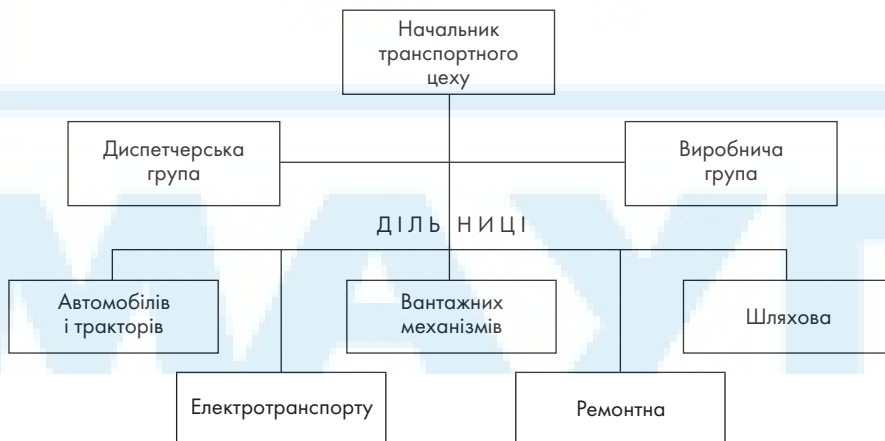 Начальник
транспортного
цеху
Диспетчерська
група
Виробнича
група
ДІЛЬНИЦІ
Автомобілів
і тракторів
Вантажних
механізмів
Шляхова
Електротранспорту
Ремонтна